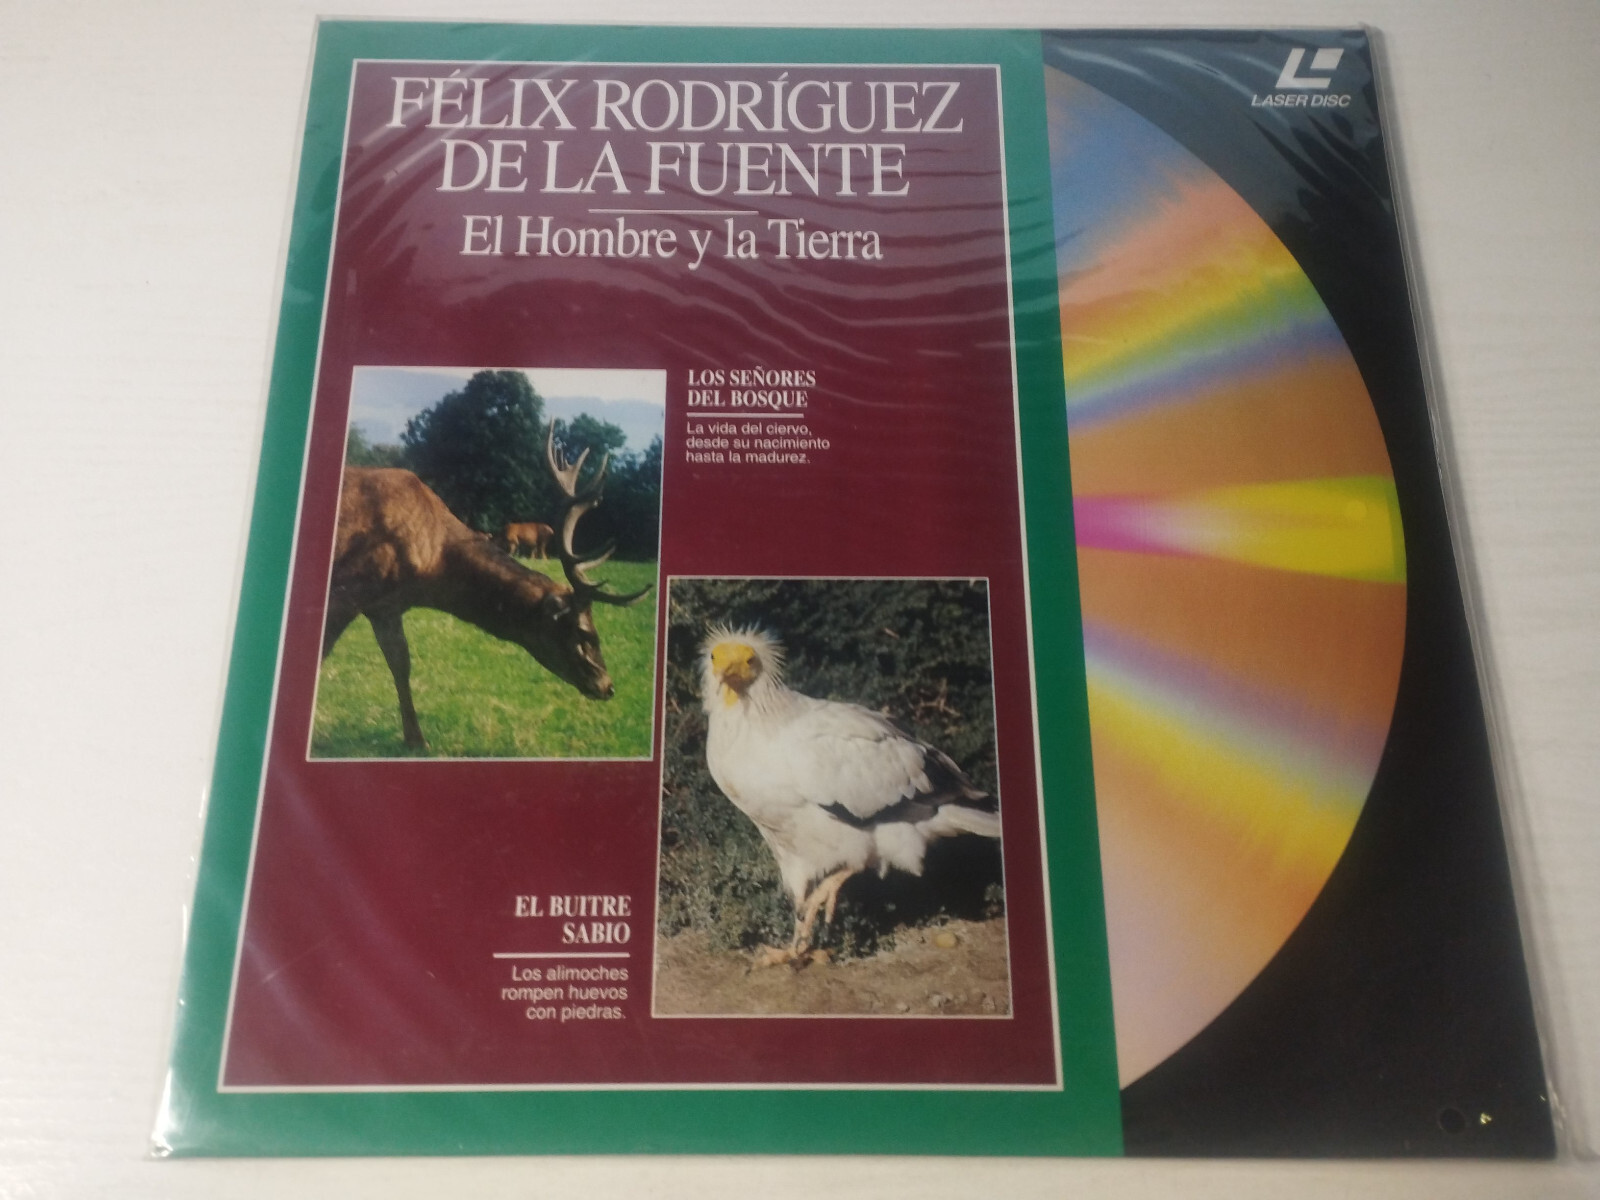 FÉLIX RODRÍGUEZ
DE LA FUENTE
El Hombre y la Tierra
LASER DISC
LOS SEÑORES
DEL BOSQUE
La vida del ciervo,
desde su nacimiento
hasta la madurez.
EL BUITRE
SABIO
Los alimoches
rompen huevos
con piedras.